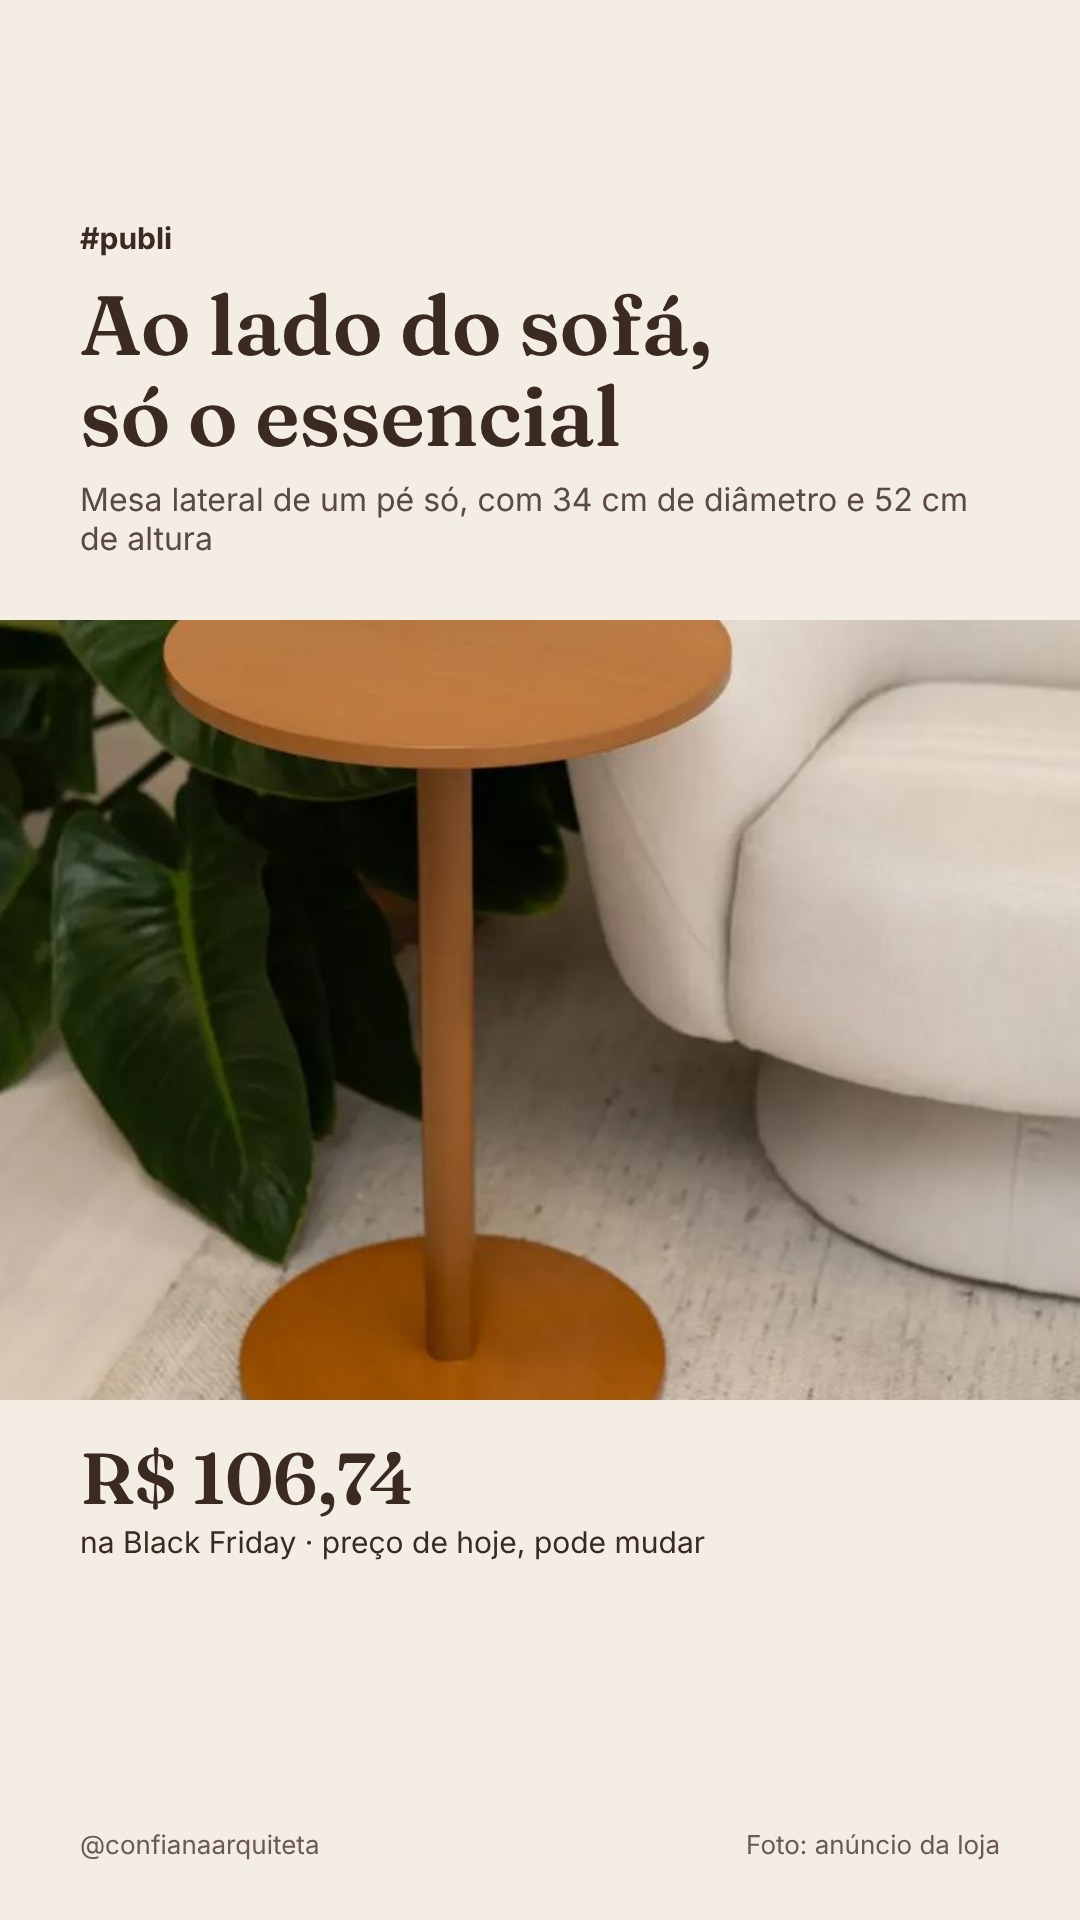 #publi
Ao lado do sofá,
só o essencial
Mesa lateral de um pé só, com 34 cm de diâmetro e 52 cm
de altura
R$ 106,74
na Black Friday · preço de hoje, pode mudar
@confianaarquiteta
Foto: anúncio da loja